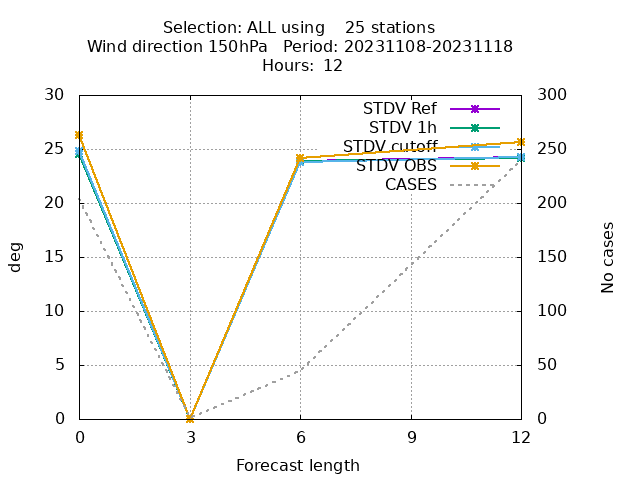 Selection: ALL using 25 stations
Wind direction 150hPa Period: 20231108-20231118
Hours: 12
30 300
STDV Ref
STDV 1h
25 250
STDV cutoff
STDV OBS
CASES
20 200
deg
15 150
No cases
10 100
5 50
0 0
0 3 6 9 12
Forecast length